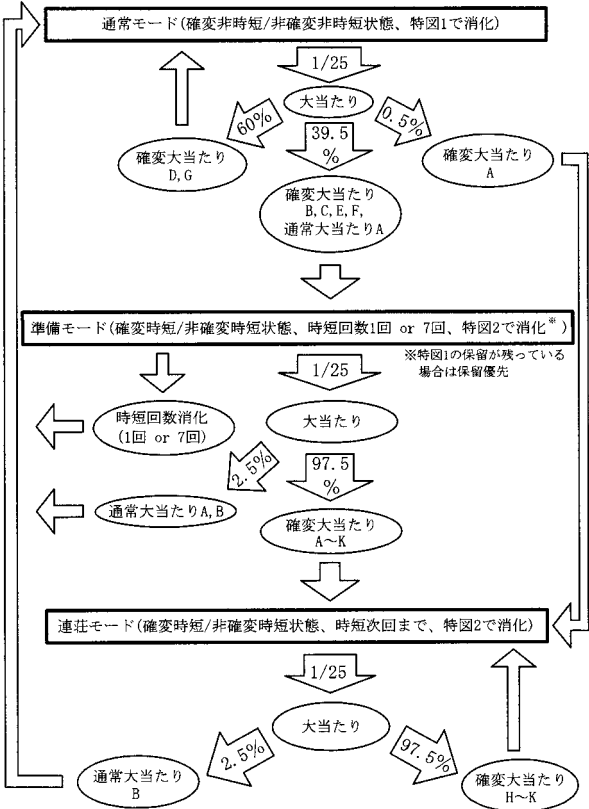 通常モード(確変非時短/非確変非時短状態、特図1で消化)
1/25
大当たり
60%
39.5
%
0.5%
確変大当たり
D,G
確変大当たり
B,C,E,F,
通常大当たりA
確変大当たり
A
準備モード(確変時短/非確変時短状態、時短回数1回 or 7回、特図2で消化※)
※特図1の保留が残っている
場合は保留優先
1/25
時短回数消化
(1回 or 7回)
大当たり
2.5%
97.5
%
通常大当たりA,B
確変大当たり
A～K
連荘モード(確変時短/非確変時短状態、時短次回まで、特図2で消化)
1/25
大当たり
2.5%
97.5%
通常大当たり
B
確変大当たり
H～K